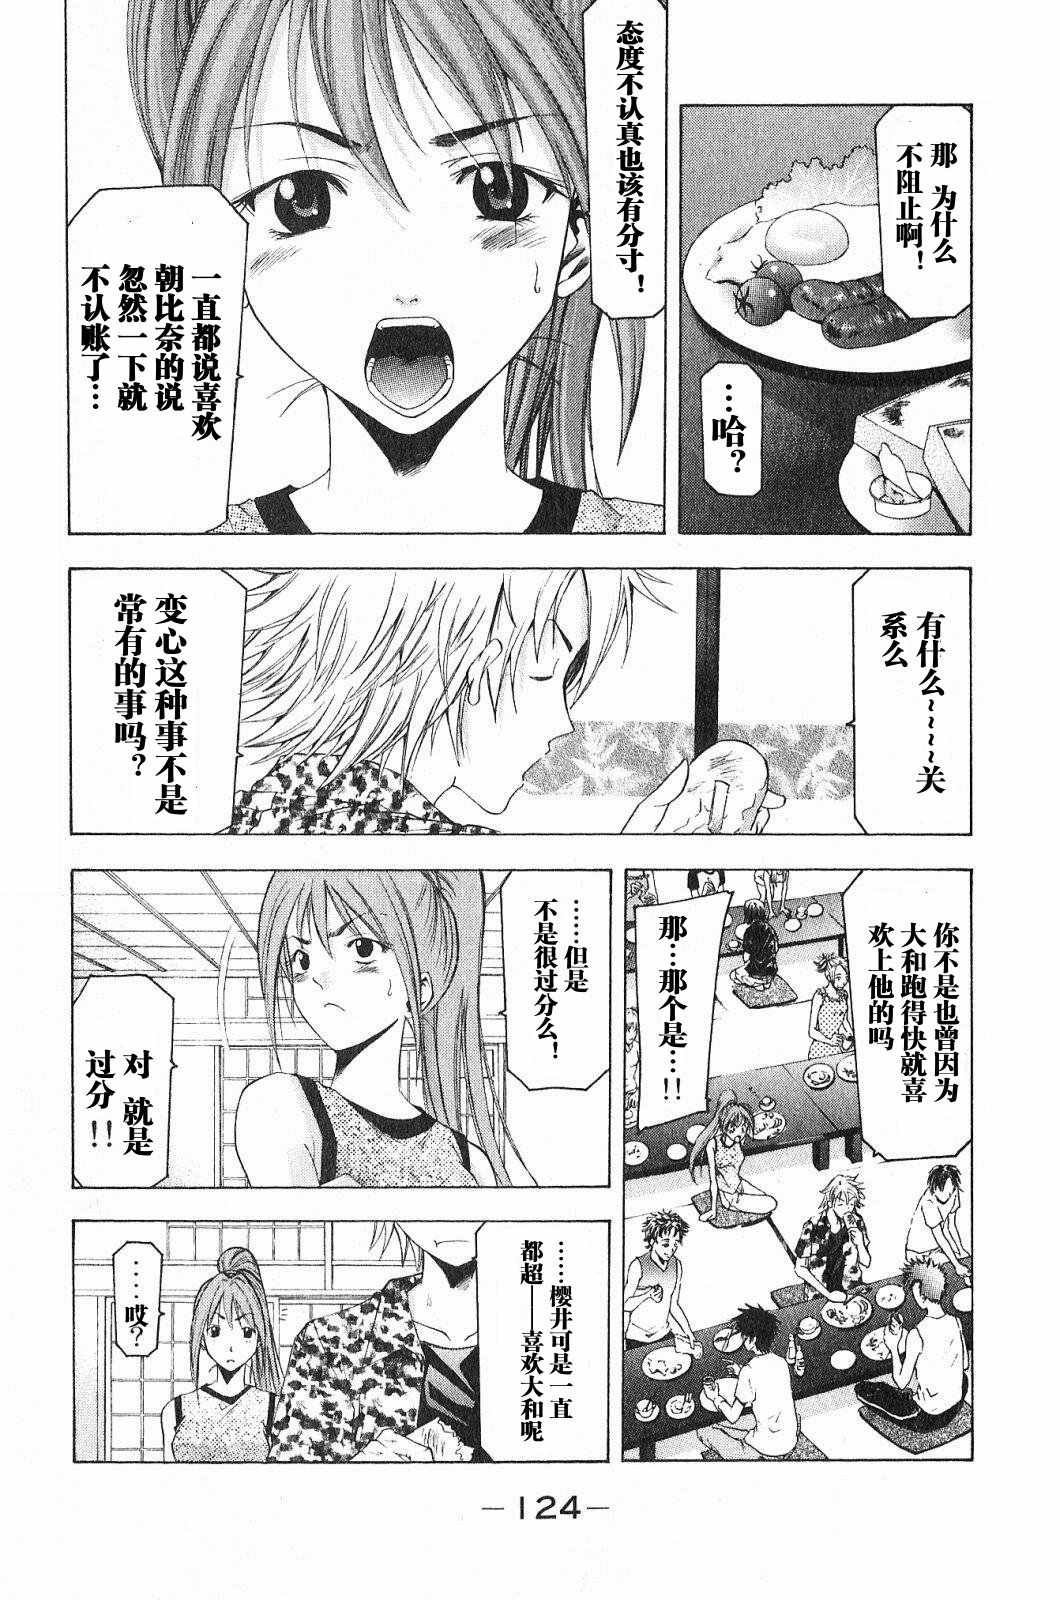 那 为什么
不阻止啊！
…哈？
态度不认真也该有分寸！
一直都说喜欢
朝比奈的说
忽然一下就
不认账了…
有什么~~~~关
系么
变心这种事不是
常有的事吗？
你不是也曾因为
大和跑得快就喜
欢上他的吗
那…那个是…!!
……但是
不是很过分么！
对 就是
过分!!
……樱井可是一直
都超——喜欢大和呢
....哎？
—124—